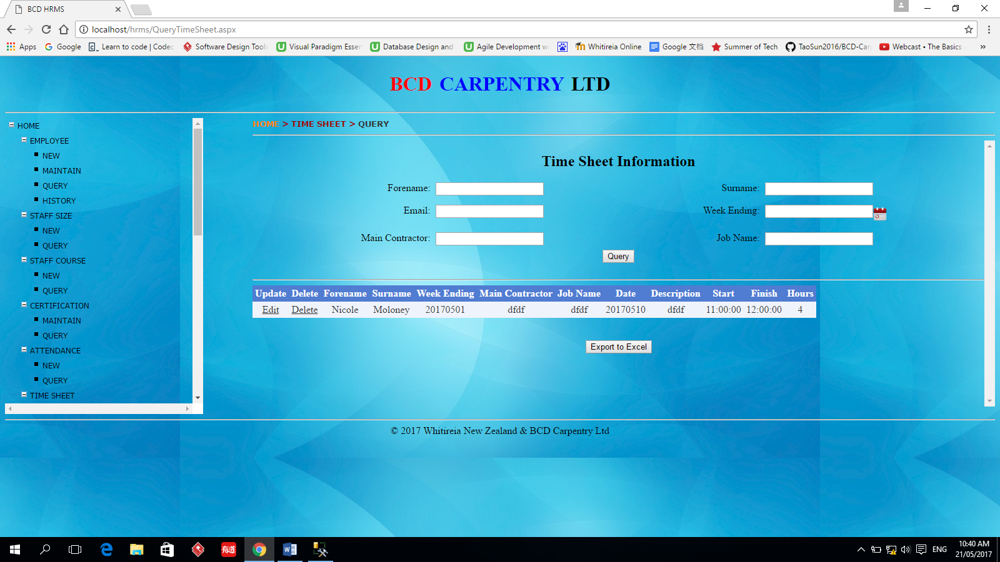 BCD HRMS
localhost/hrms/QueryTimeSheet.aspx
Apps Google Learn to code | Codec Software Design Tools Visual Paradigm Essen Database Design and Agile Development w Whitireia Online Google 文档 Summer of Tech TaoSun2016/BCD-Car Webcast • The Basics »
BCD CARPENTRY LTD
HOME > TIME SHEET > QUERY
HOME
EMPLOYEE
NEW
MAINTAIN
QUERY
HISTORY
STAFF SIZE
NEW
QUERY
STAFF COURSE
NEW
QUERY
CERTIFICATION
MAINTAIN
QUERY
ATTENDANCE
NEW
QUERY
TIME SHEET
Time Sheet Information
Forename: Surname:
Email: Week Ending:
Main Contractor: Job Name:
Query
Update Delete Forename Surname Week Ending Main Contractor Job Name Date Description Start Finish Hours
Edit Delete Nicole Moloney 20170501 dfdf dfdf 20170510 dfdf 11:00:00 12:00:00 4
Export to Excel
© 2017 Whitireia New Zealand & BCD Carpentry Ltd
有道
ENG
10:40 AM
21/05/2017